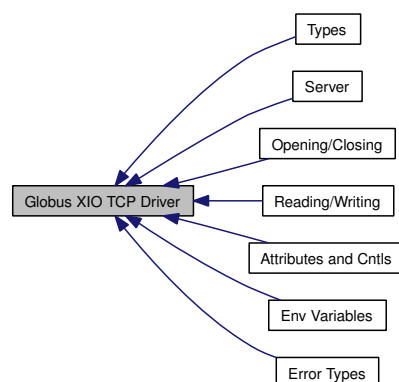 Types
Server
Opening/Closing
Globus XIO TCP Driver
Reading/Writing
Attributes and Cntls
Env Variables
Error Types